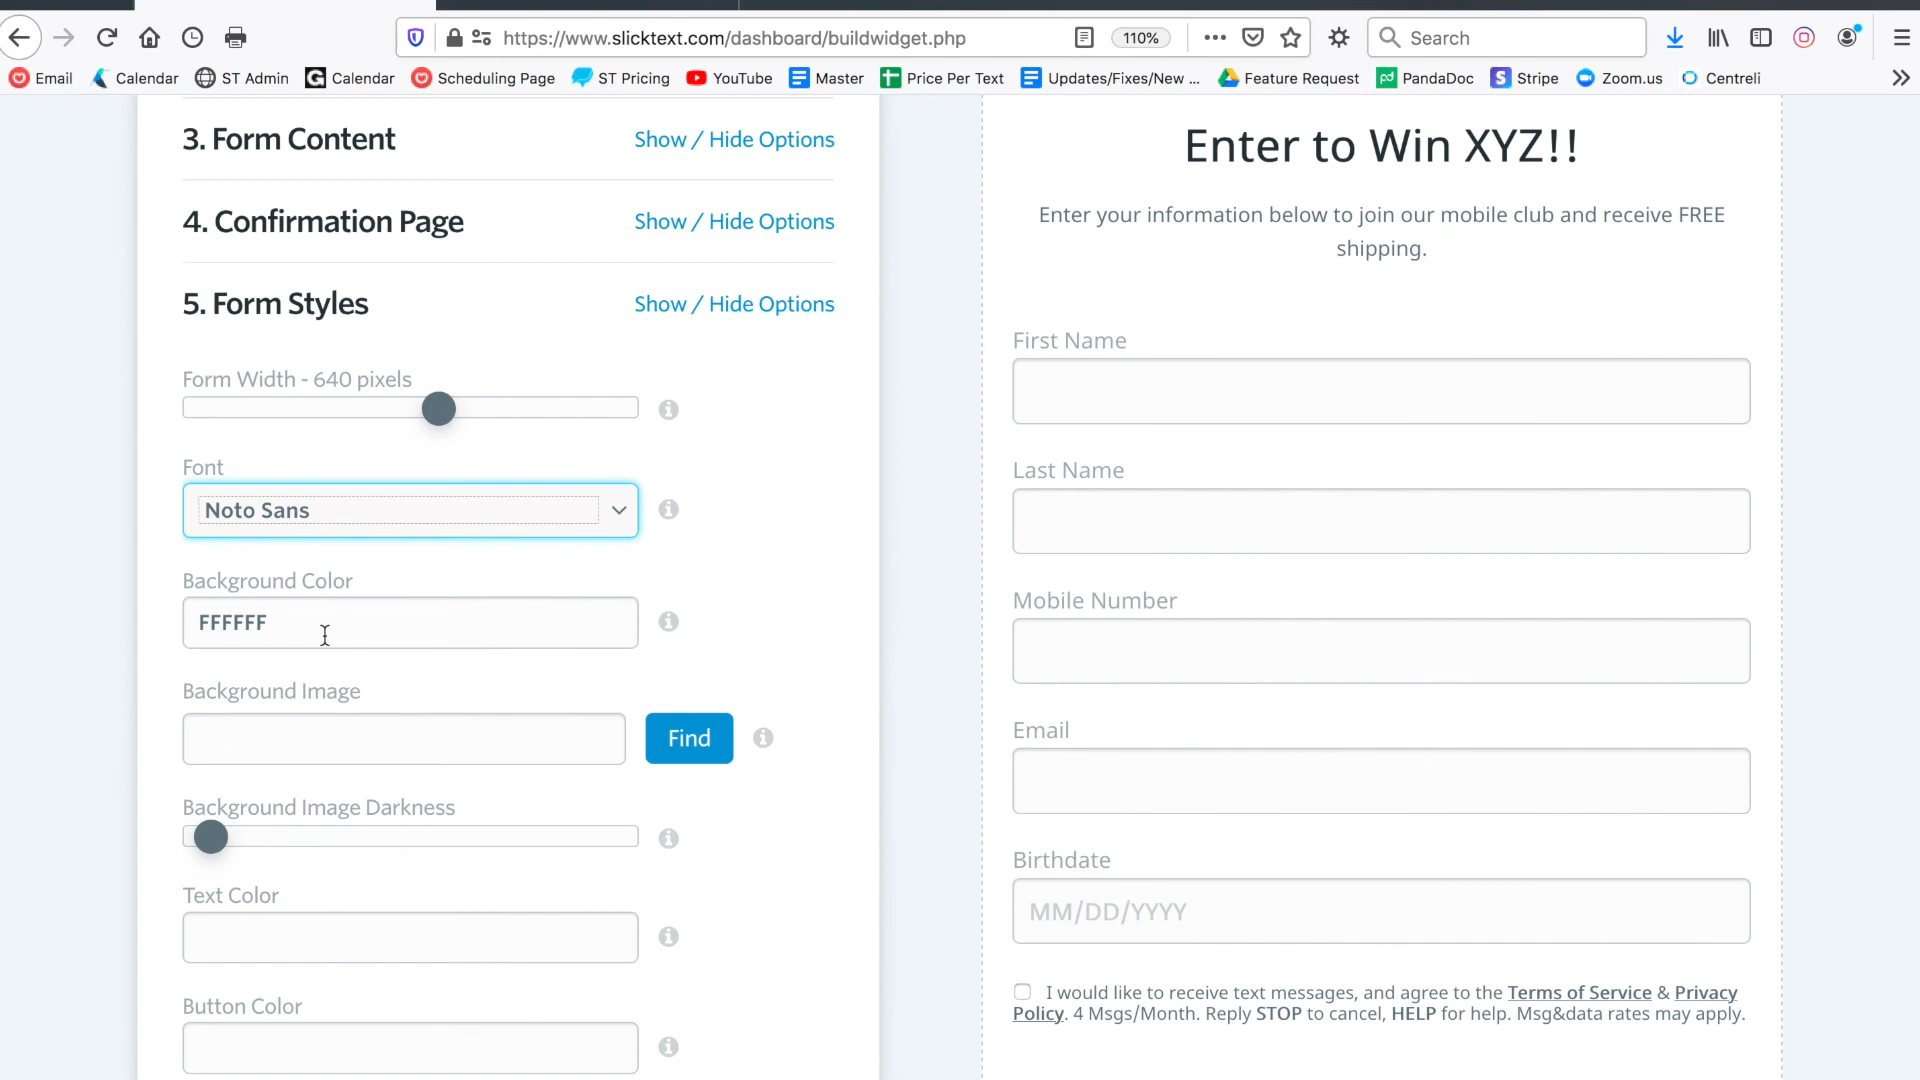 https://www.slicktext.com/dashboard/buildwidget.php
110%
Search
Email
Calendar
ST Admin
Calendar
Scheduling Page
ST Pricing
YouTube
Master
Price Per Text
Updates/Fixes/New ...
Feature Request
PandaDoc
Stripe
Zoom.us
Centreli
3. Form Content
Show / Hide Options
4. Confirmation Page
Show / Hide Options
5. Form Styles
Show / Hide Options
Form Width - 640 pixels
Font
Noto Sans
Background Color
FFFFFF
Background Image
Find
Background Image Darkness
Text Color
Button Color
Enter to Win XYZ!!
Enter your information below to join our mobile club and receive FREE
shipping.
First Name
Last Name
Mobile Number
Email
Birthdate
MM/DD/YYYY
I would like to receive text messages, and agree to the Terms of Service & Privacy
Policy. 4 Msgs/Month. Reply STOP to cancel, HELP for help. Msg&data rates may apply.